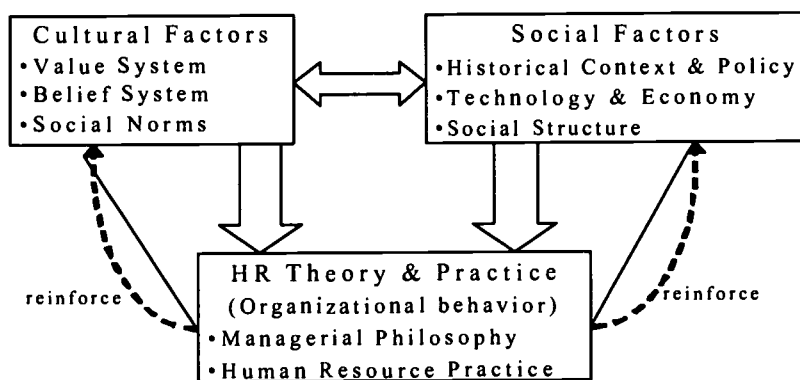 Cultural Factors
•Value System
•Belief System
•Social Norms
Social Factors
•Historical Context & Policy
•Technology & Economy
•Social Structure
HR Theory & Practice
(Organizational behavior)
•Managerial Philosophy
•Human Resource Practice
reinforce
reinforce